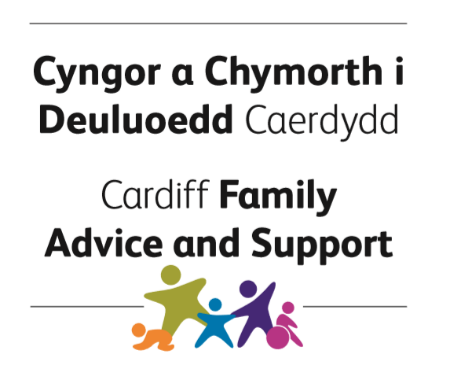 Cyngor a Chymorth i
Deuluoedd Caerdydd
Cardiff Family
Advice and Support